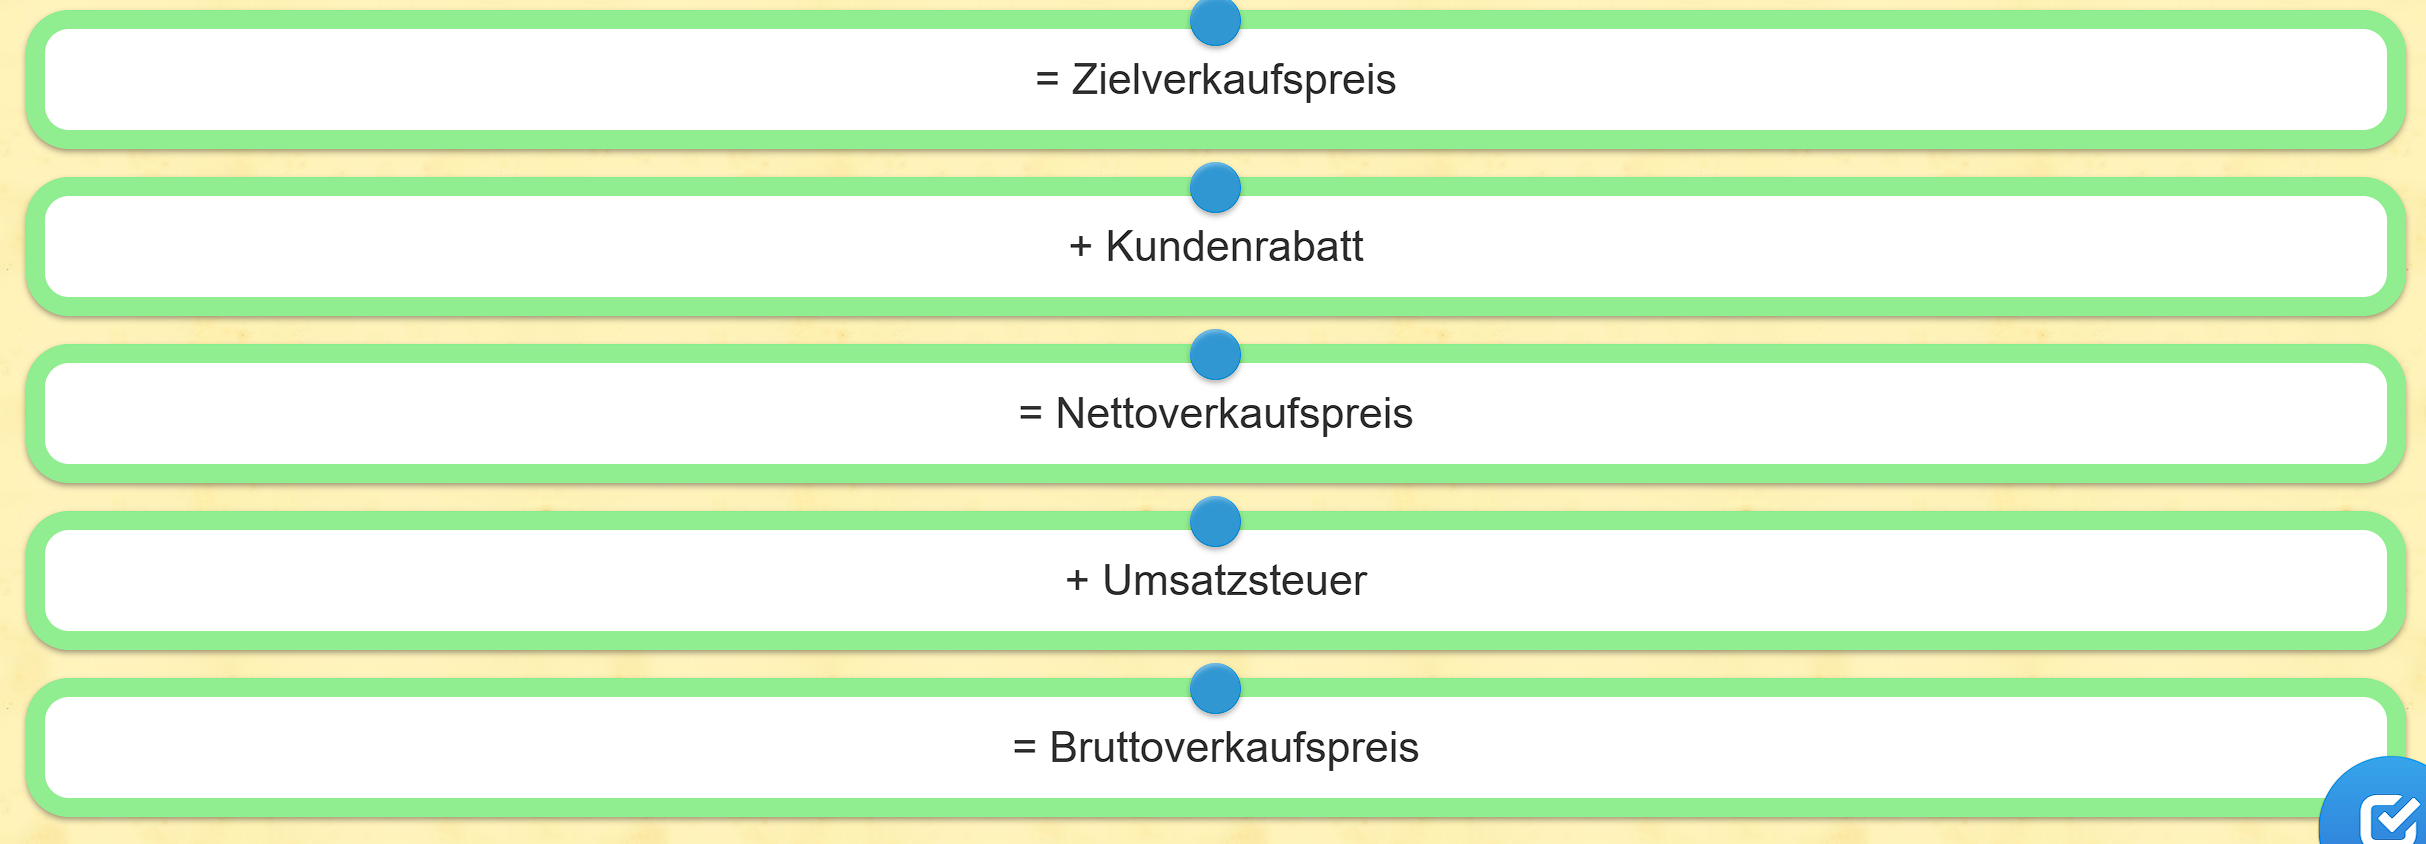 = Zielverkaufspreis
+ Kundenrabatt
= Nettoverkaufspreis
+ Umsatzsteuer
= Bruttoverkaufspreis